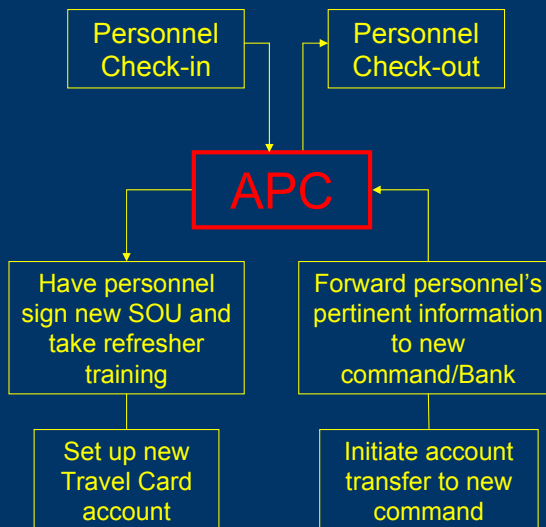 Personnel
Check-in
Personnel
Check-out
APC
Have personnel
sign new SOU and
take refresher
training
Forward personnel's
pertinent information
to new
command/Bank
Set up new
Travel Card
account
Initiate account
transfer to new
command